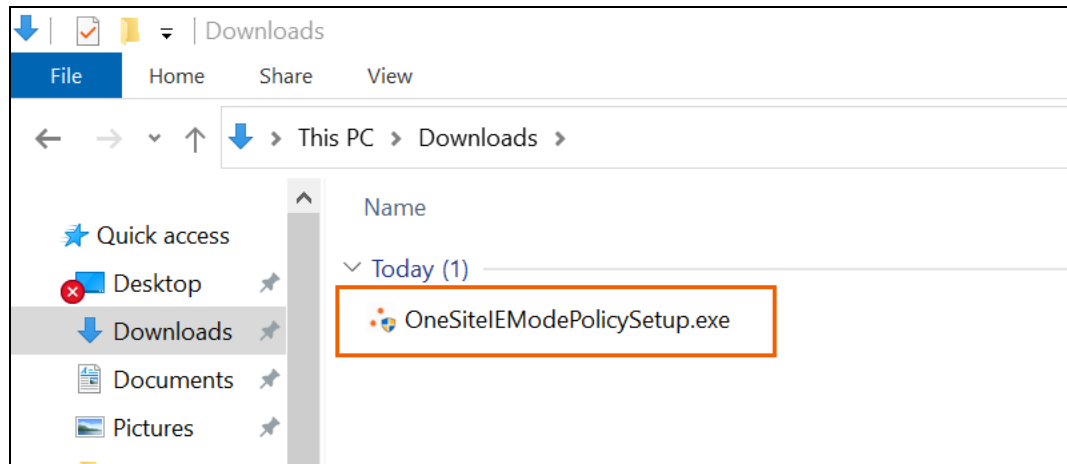 Downloads
File Home Share View
This PC Downloads
Name
Quick access
Today (1)
Desktop
OneSiteIEModePolicySetup.exe
Downloads
Documents
Pictures